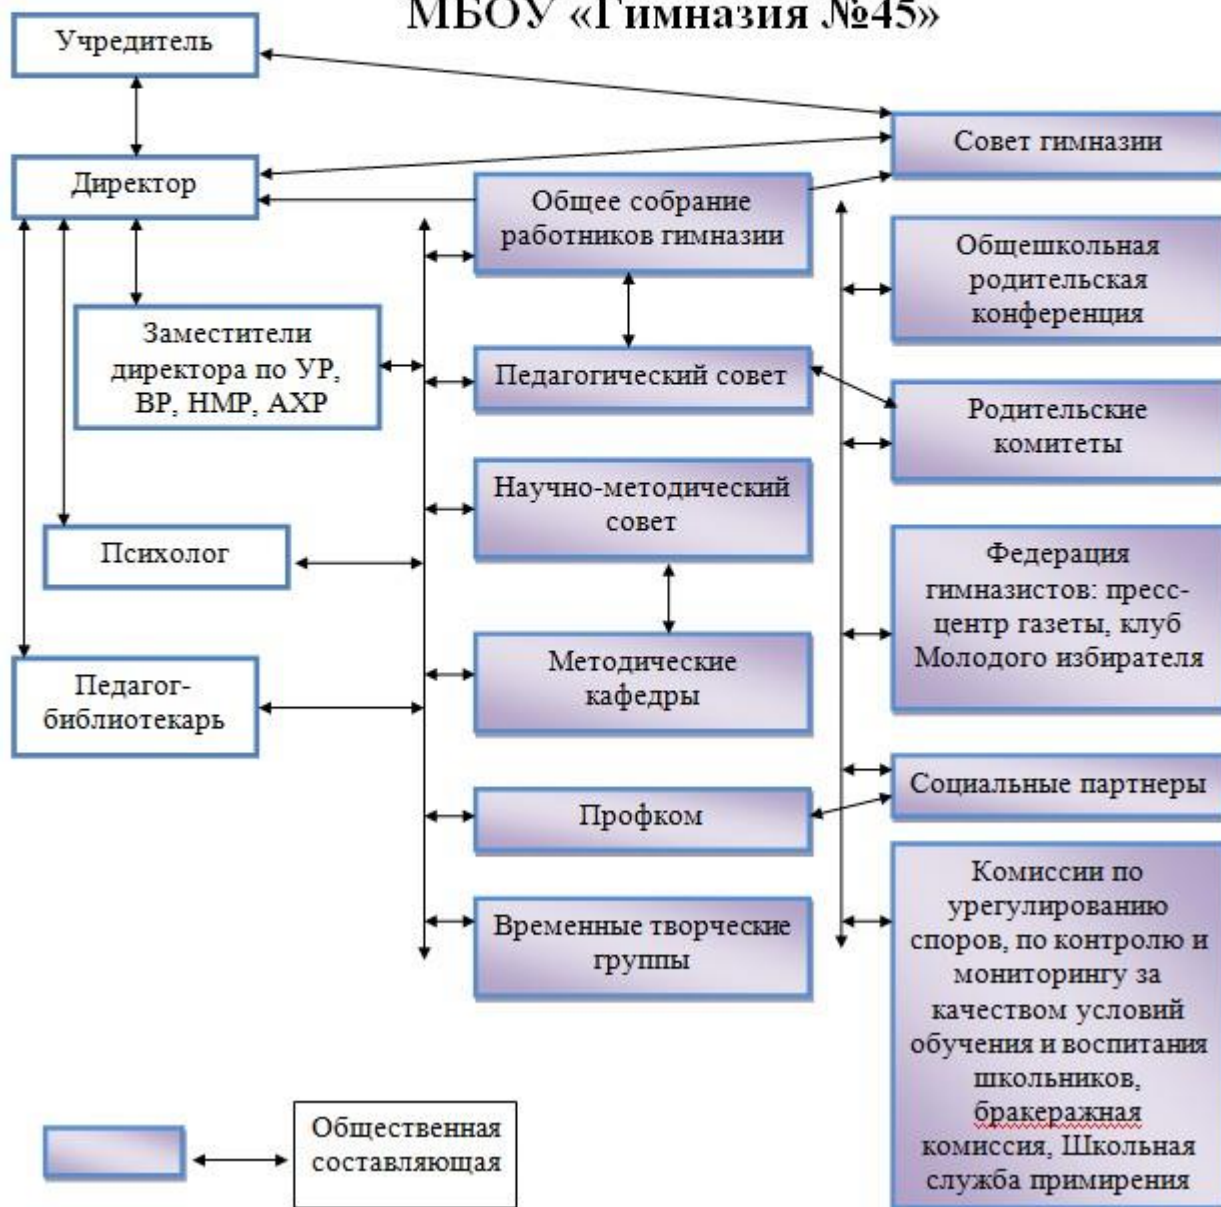 МБОУ «Гимназия №45»
Учредитель
Директор
Заместители
директора по УР,
ВР, НМР, АХР
Психолог
Педагог-
библиотекарь
Общее собрание
работников гимназии
Педагогический совет
Научно-методический
совет
Методические
кафедры
Профком
Временные творческие
группы
Совет гимназии
Общешкольная
родительская
конференция
Родительские
комитеты
Федерация
гимназистов: пресс-
центр газеты, клуб
Молодого избирателя
Социальные партнеры
Комиссии по
урегулированию
споров, по контролю и
мониторингу за
качеством условий
обучения и воспитания
школьников,
бракеражная
комиссия, Школьная
служба примирения
Общественная
составляющая